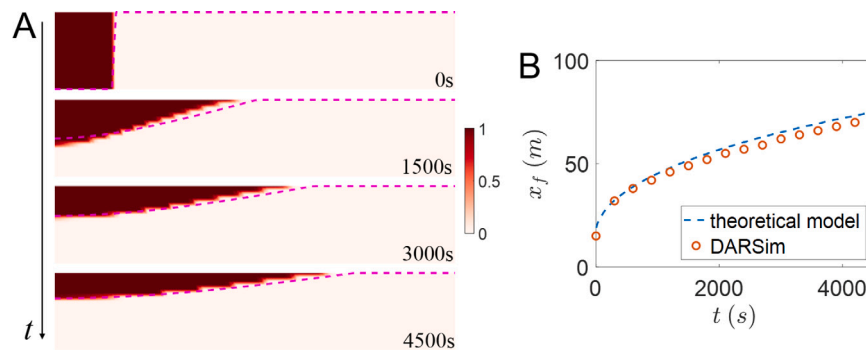 A
0s
1500s
3000s
4500s
t
1
0.5
0
B
100
50
0
x_f (m)
theoretical model
DARSim
0 2000 4000
t (s)